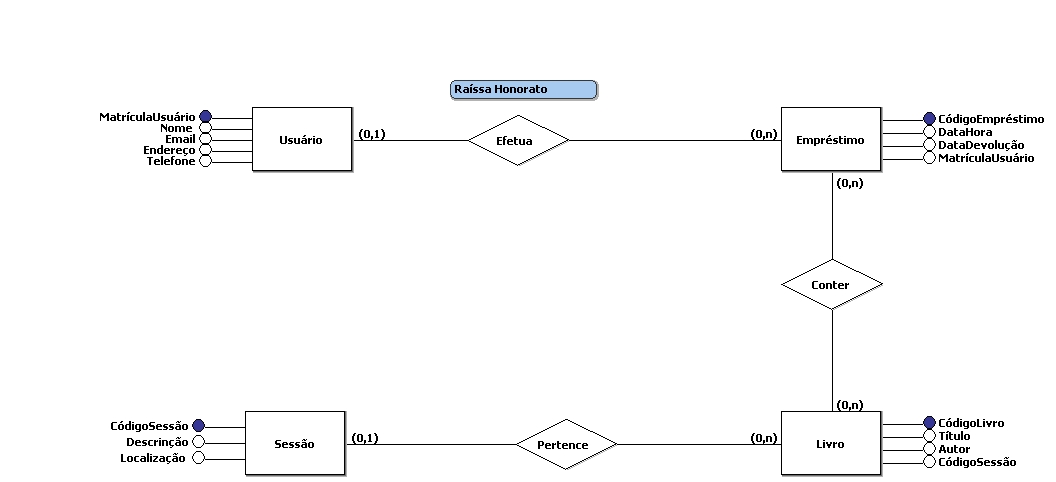 Raíssa Honorato
MatrículaUsuário
Nome
Email
Endereço
Telefone
Usuário
(0,1)
Efetua
(0,n)
Empréstimo
CódigoEmpréstimo
DataHora
DataDevolução
MatrículaUsuário
(0,n)
Conter
(0,n)
CódigoSessão
Descrinção
Localização
Sessão
(0,1)
Pertence
(0,n)
Livro
CódigoLivro
Título
Autor
CódigoSessão